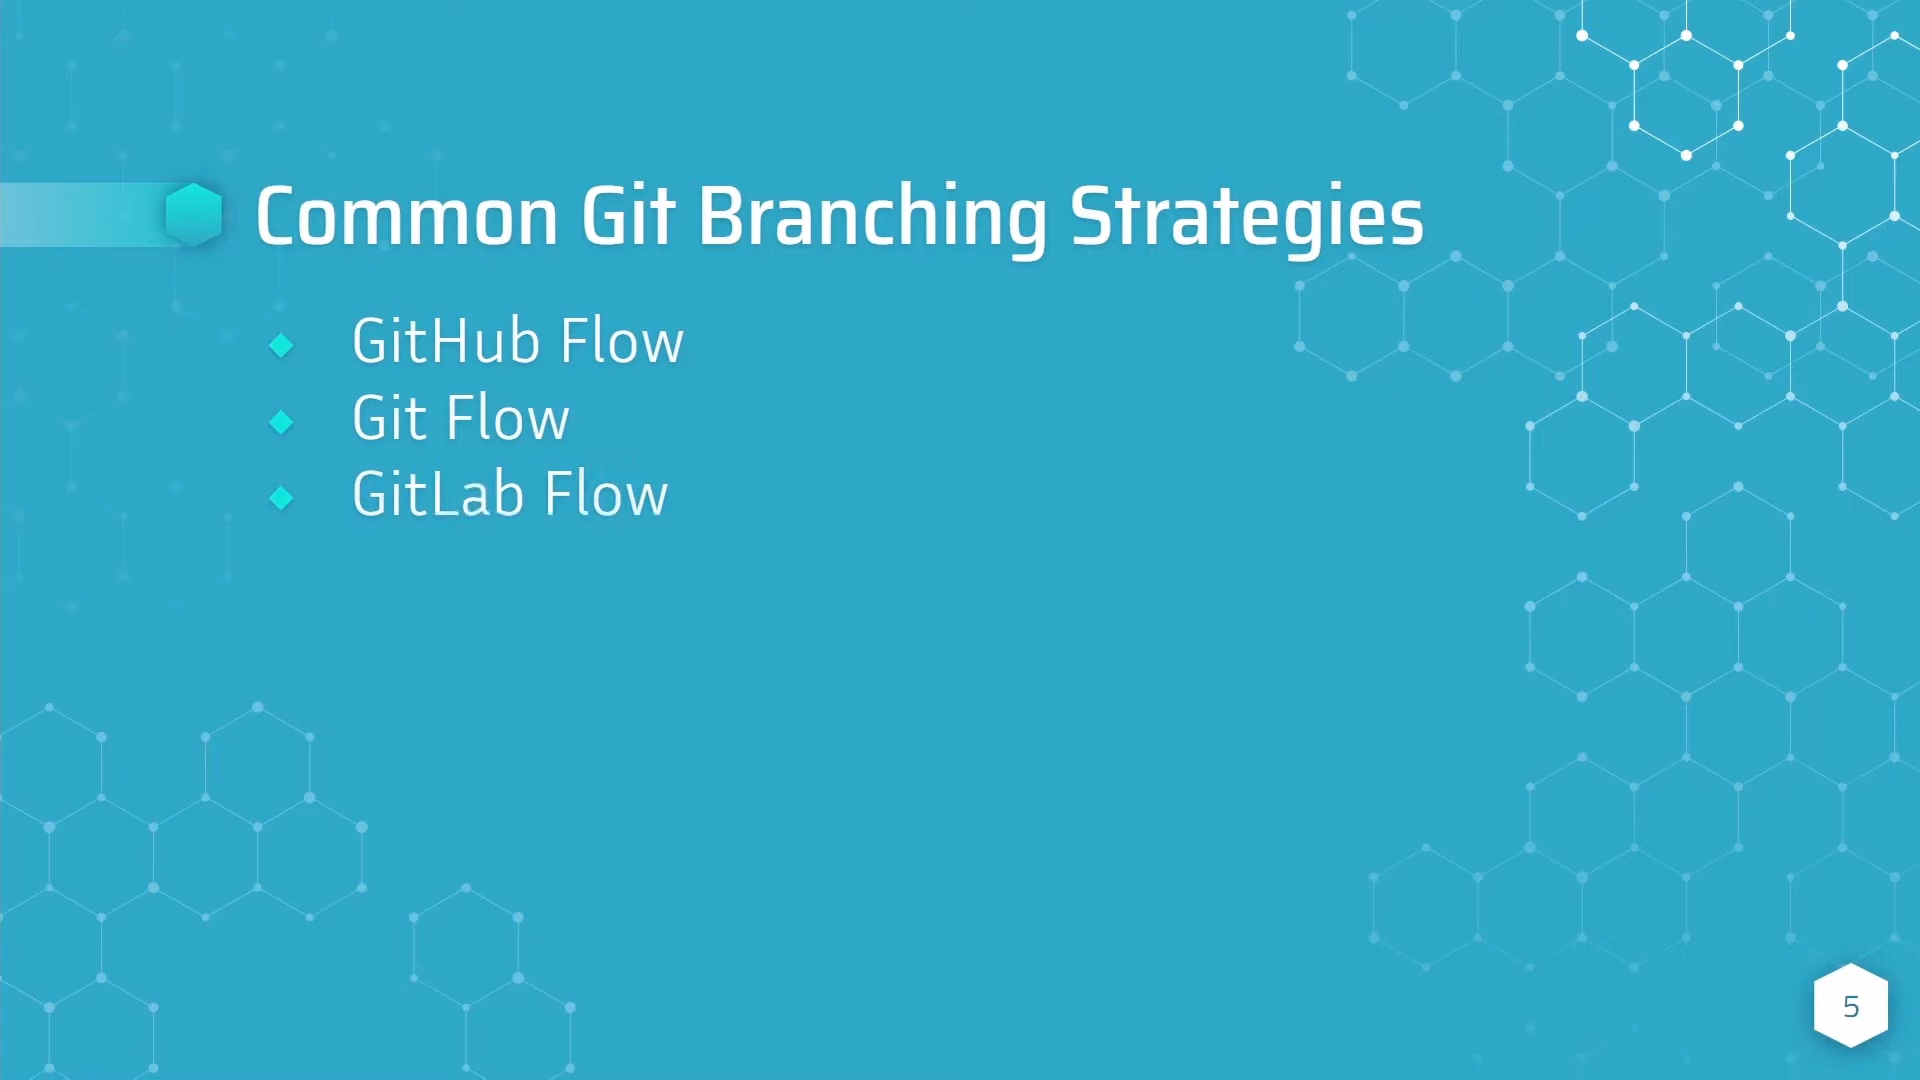 Common Git Branching Strategies
GitHub Flow
Git Flow
GitLab Flow
5